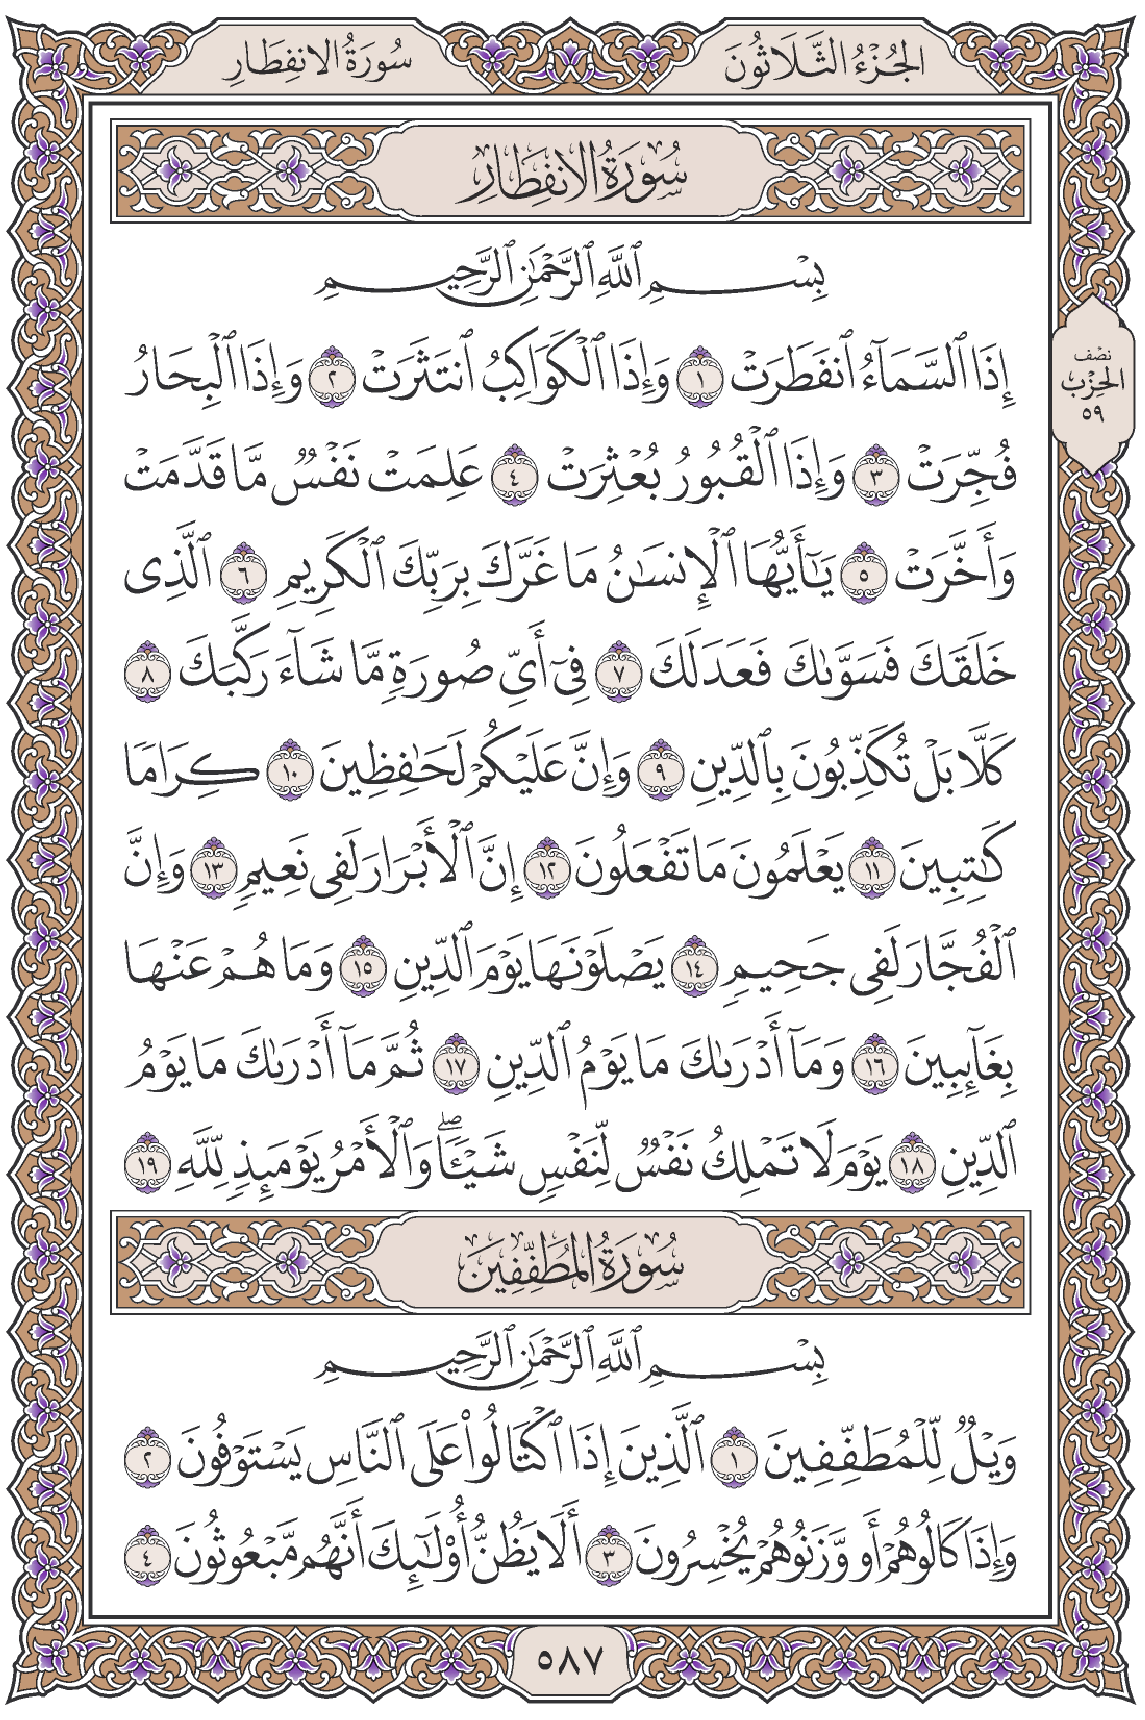 الجُزْءُ الثَّلَاثُونَ
سُورَةُ الانفِطَارِ
سُورَةُ الانفِطَارِ
بِسْمِ ٱللَّهِ ٱلرَّحْمَٰنِ ٱلرَّحِيمِ
إِذَا ٱلسَّمَآءُ ٱنفَطَرَتْ ١ وَإِذَا ٱلْكَوَاكِبُ ٱنتَثَرَتْ ٢ وَإِذَا ٱلْبِحَارُ
نصف
الحِزْب
٥٩
فُجِّرَتْ ٣ وَإِذَا ٱلْقُبُورُ بُعْثِرَتْ ٤ عَلِمَتْ نَفْسٌ مَّا قَدَّمَتْ
وَأَخَّرَتْ ٥ يَٰٓأَيُّهَا ٱلْإِنسَٰنُ مَا غَرَّكَ بِرَبِّكَ ٱلْكَرِيمِ ٦ ٱلَّذِى
خَلَقَكَ فَسَوَّىٰكَ فَعَدَلَكَ ٧ فِىٓ أَىِّ صُورَةٍ مَّا شَآءَ رَكَّبَكَ ٨
كَلَّا بَلْ تُكَذِّبُونَ بِٱلدِّينِ ٩ وَإِنَّ عَلَيْكُمْ لَحَٰفِظِينَ ١٠ كِرَامًا
كَٰتِبِينَ ١١ يَعْلَمُونَ مَا تَفْعَلُونَ ١٢ إِنَّ ٱلْأَبْرَارَ لَفِى نَعِيمٍ ١٣ وَإِنَّ
ٱلْفُجَّارَ لَفِى جَحِيمٍ ١٤ يَصْلَوْنَهَا يَوْمَ ٱلدِّينِ ١٥ وَمَا هُمْ عَنْهَا
بِغَآئِبِينَ ١٦ وَمَآ أَدْرَىٰكَ مَا يَوْمُ ٱلدِّينِ ١٧ ثُمَّ مَآ أَدْرَىٰكَ مَا يَوْمُ
ٱلدِّينِ ١٨ يَوْمَ لَا تَمْلِكُ نَفْسٌ لِّنَفْسٍ شَيْـًٔا ۖ وَٱلْأَمْرُ يَوْمَئِذٍ لِّلَّهِ ١٩
سُورَةُ المُطَفِّفِينَ
بِسْمِ ٱللَّهِ ٱلرَّحْمَٰنِ ٱلرَّحِيمِ
وَيْلٌ لِّلْمُطَفِّفِينَ ١ ٱلَّذِينَ إِذَا ٱكْتَالُوا۟ عَلَى ٱلنَّاسِ يَسْتَوْفُونَ ٢
وَإِذَا كَالُوهُمْ أَو وَّزَنُوهُمْ يُخْسِرُونَ ٣ أَلَا يَظُنُّ أُو۟لَٰٓئِكَ أَنَّهُم مَّبْعُوثُونَ ٤
٥٨٧